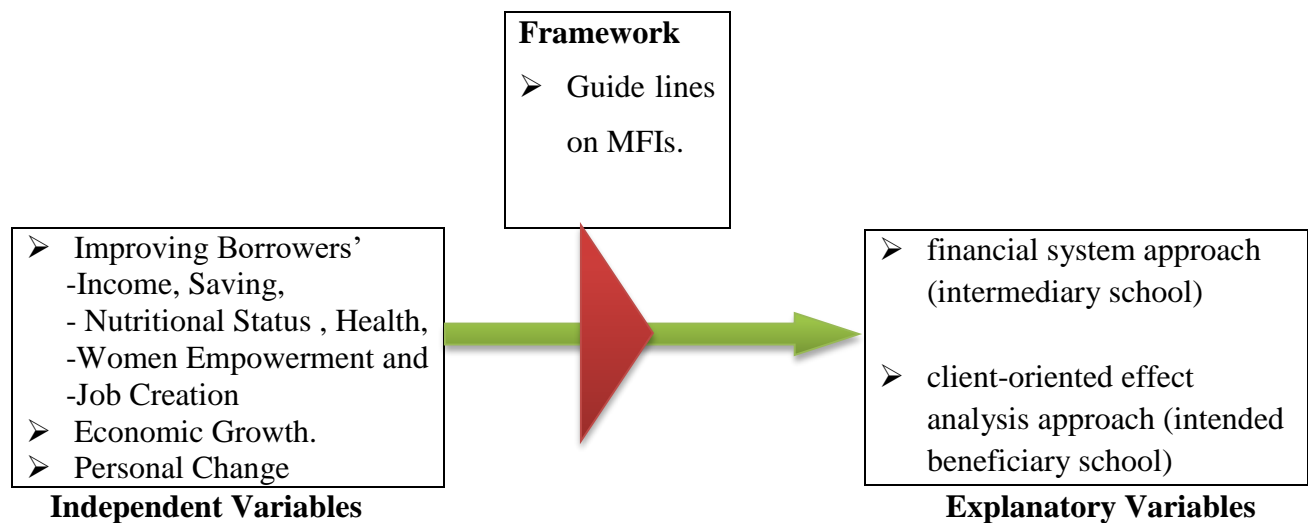 Framework
➢ Guide lines
on MFIs.
➢ Improving Borrowers’
-Income, Saving,
- Nutritional Status , Health,
-Women Empowerment and
-Job Creation
➢ Economic Growth.
➢ Personal Change
Independent Variables
➢ financial system approach
(intermediary school)
➢ client-oriented effect
analysis approach (intended
beneficiary school)
Explanatory Variables